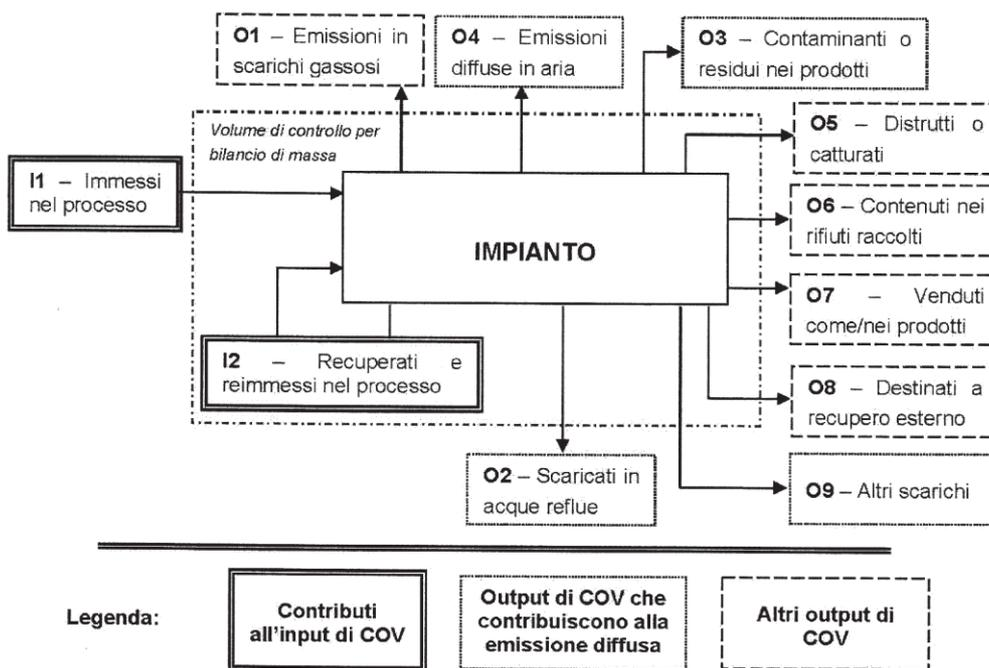 O1 – Emissioni in
scarichi gassosi
O4 – Emissioni
diffuse in aria
O3 – Contaminanti o
residui nei prodotti
Volume di controllo per
bilancio di massa
O5 – Distrutti o
catturati
I1 – Immessi
nel processo
O6 – Contenuti nei
rifiuti raccolti
IMPIANTO
O7 – Venduti
come/nei prodotti
I2 – Recuperati e
reimmessi nel processo
O8 – Destinati a
recupero esterno
O2 – Scaricati in
acque reflue
O9 – Altri scarichi
Legenda:
Contributi
all'input di COV
Output di COV che
contribuiscono alla
emissione diffusa
Altri output di
COV